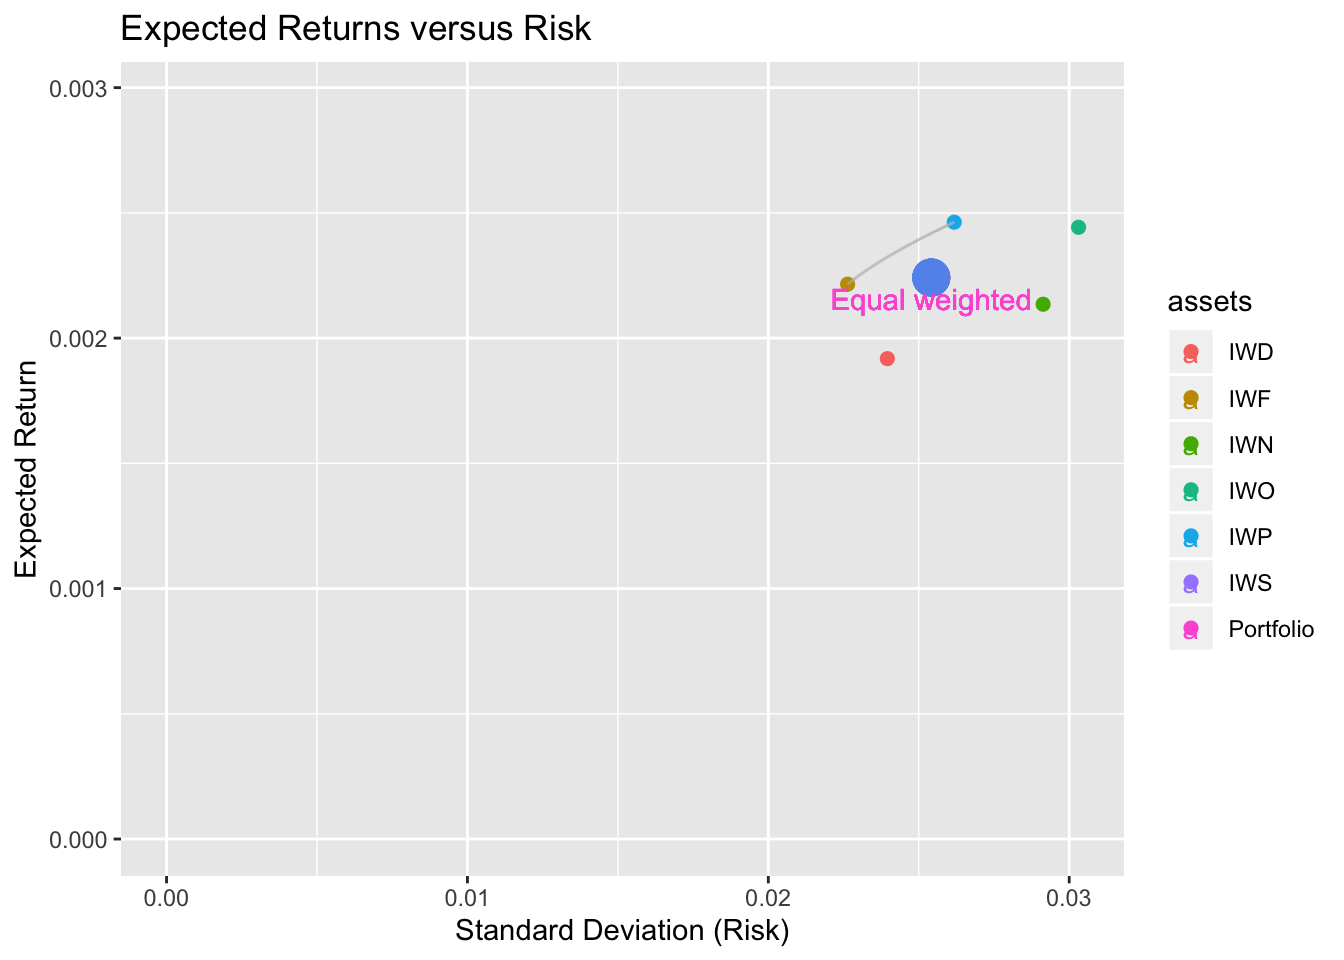 Expected Returns versus Risk
0.003
0.002
0.001
0.000
Expected Return
Equal weighted
0.00 0.01 0.02 0.03
Standard Deviation (Risk)
assets
a IWD
a IWF
a IWN
a IWO
a IWP
a IWS
a Portfolio